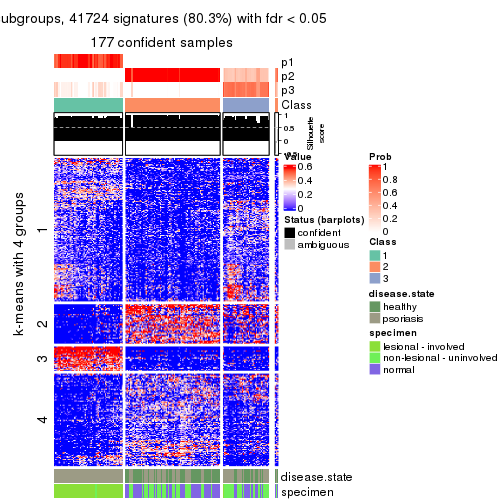 ubgroups, 41724 signatures (80.3%) with fdr < 0.05
177 confident samples
p1
p2
p3
Class
1
0.5
0
Silhouette
score
k-means with 4 groups
1
2
3
4
disease.state
specimen
Value
0.6
0.4
0.2
0
Status (barplots)
confident
ambiguous
Prob
1
0.8
0.6
0.4
0.2
0
Class
1
2
3
disease.state
healthy
psoriasis
specimen
lesional - involved
non-lesional - uninvolved
normal